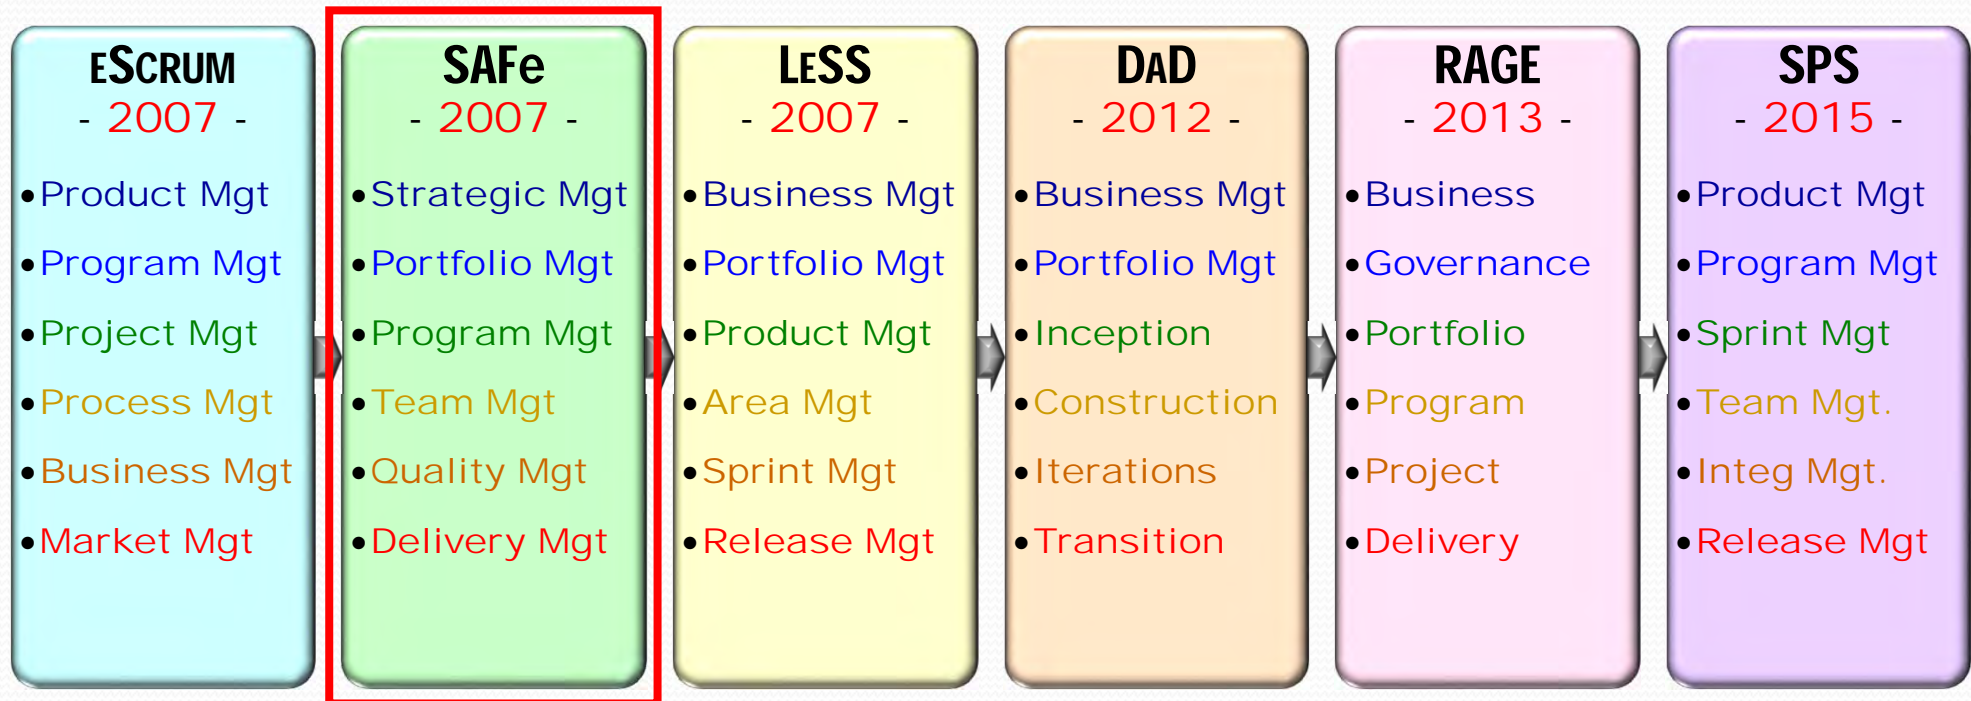 ESCRUM
- 2007 -
•Product Mgt
•Program Mgt
•Project Mgt
•Process Mgt
•Business Mgt
•Market Mgt
SAFe
- 2007 -
•Strategic Mgt
•Portfolio Mgt
•Program Mgt
•Team Mgt
•Quality Mgt
•Delivery Mgt
LESS
- 2007 -
•Business Mgt
•Portfolio Mgt
•Product Mgt
•Area Mgt
•Sprint Mgt
•Release Mgt
DAD
- 2012 -
•Business Mgt
•Portfolio Mgt
•Inception
•Construction
•Iterations
•Transition
RAGE
- 2013 -
•Business
•Governance
•Portfolio
•Program
•Project
•Delivery
SPS
- 2015 -
•Product Mgt
•Program Mgt
•Sprint Mgt
•Team Mgt.
•Integ Mgt.
•Release Mgt